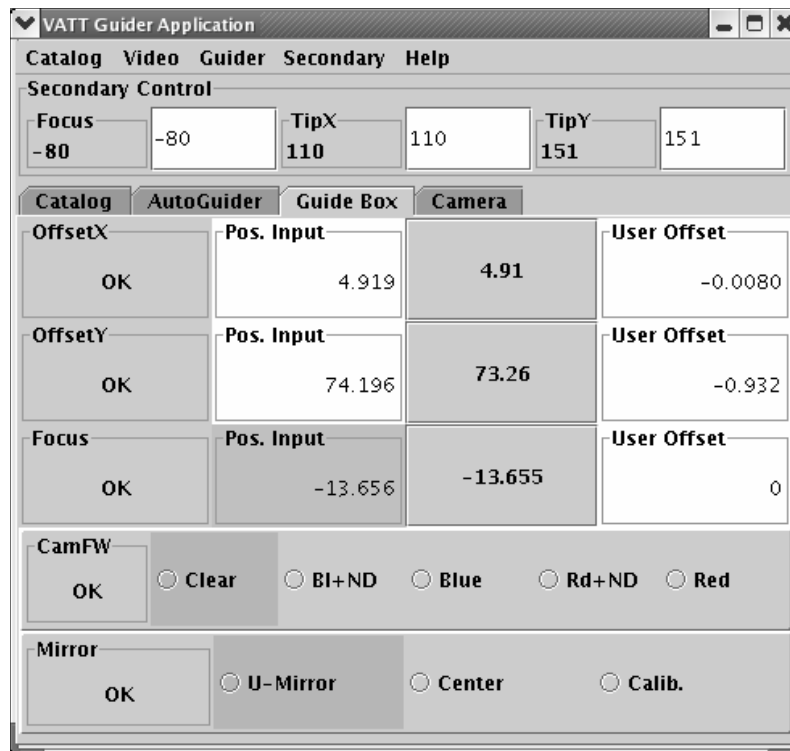 VATT Guider Application
Catalog Video Guider Secondary Help
Secondary Control
Focus TipX TipY
-80 -80 110 110 151 151
Catalog AutoGuider Guide Box Camera
OffsetX Pos. Input User Offset
OK 4.919 4.91 -0.0080
OffsetY Pos. Input User Offset
OK 74.196 73.26 -0.932
Focus Pos. Input User Offset
OK -13.656 -13.655 0
CamFW
OK Clear Bl+ND Blue Rd+ND Red
Mirror
OK U-Mirror Center Calib.